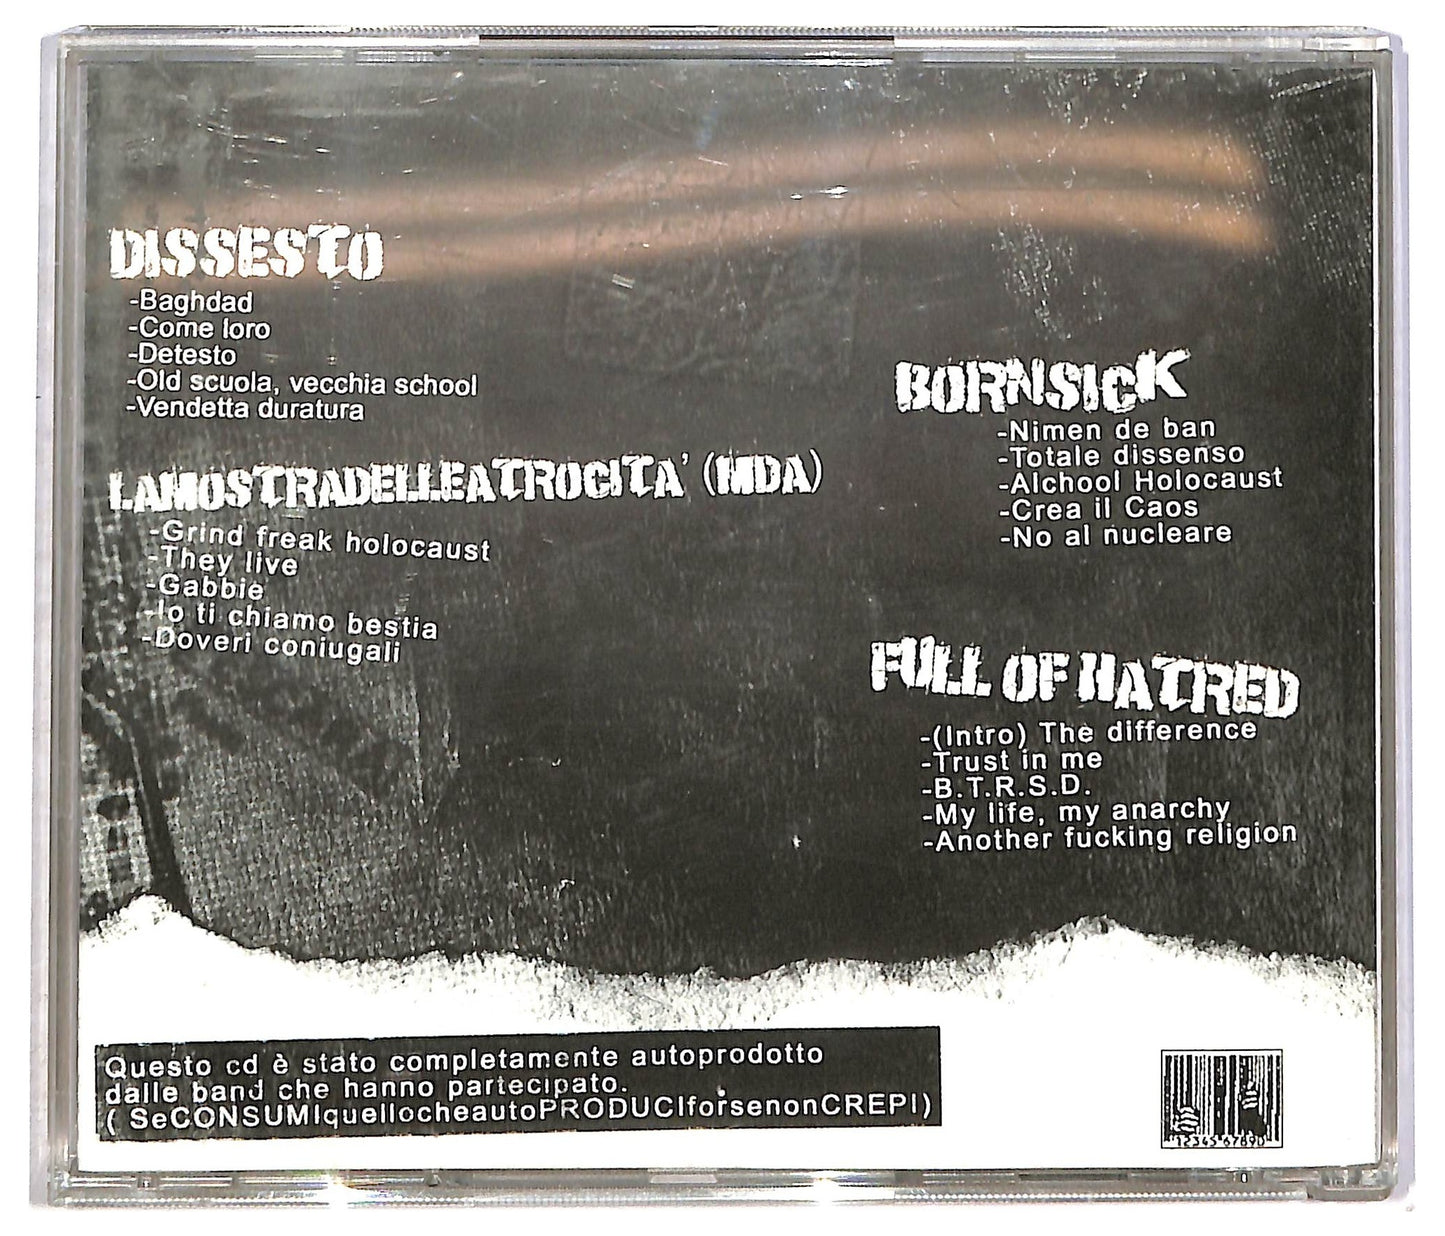 DISSESTO
-Baghdad
-Come loro
-Detesto
-Old scuola, vecchia school
-Vendetta duratura
LAMOSTRADELLEATROCITA' (MDA)
-Grind freak holocaust
-They live
-Gabbie
-Io ti chiamo bestia
-Doveri coniugali
BORNSICK
-Nimen de ban
-Totale dissenso
-Alchool Holocaust
-Crea il Caos
-No al nucleare
FULL OF HATRED
-(Intro) The difference
-Trust in me
-B.T.R.S.D.
-My life, my anarchy
-Another fucking religion
Questo cd è stato completamente autoprodotto
dalle band che hanno partecipato.
( SeCONSUMIquellocheautoPRODUCIforsenonCREPI)
1234567890